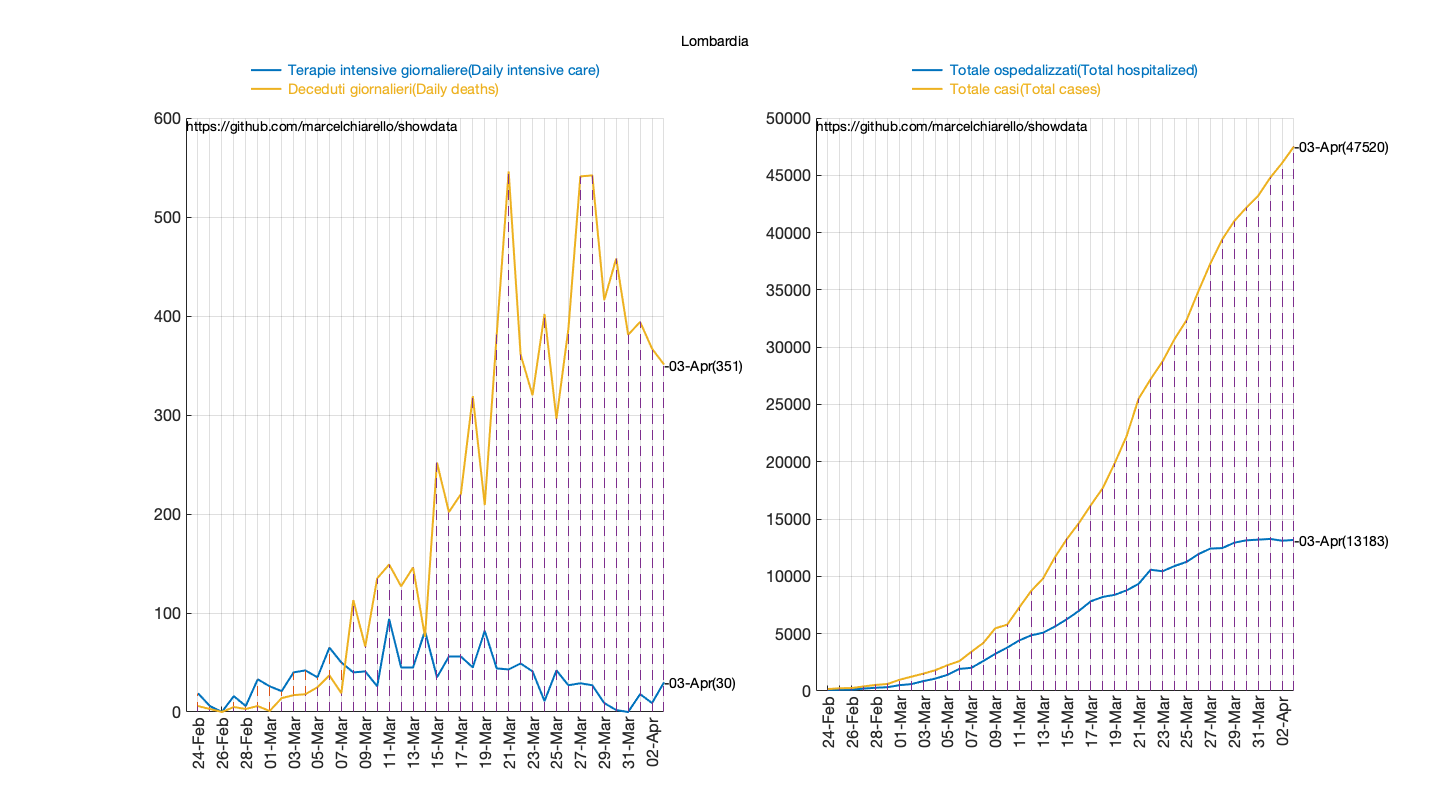 Lombardia
Terapie intensive giornaliere(Daily intensive care)
Deceduti giornalieri(Daily deaths)
600
https://github.com/marcelchiarello/showdata
500
400
-03-Apr(351)
300
200
100
-03-Apr(30)
0
24-Feb
26-Feb
28-Feb
01-Mar
03-Mar
05-Mar
07-Mar
09-Mar
11-Mar
13-Mar
15-Mar
17-Mar
19-Mar
21-Mar
23-Mar
25-Mar
27-Mar
29-Mar
31-Mar
02-Apr
Totale ospedalizzati(Total hospitalized)
Totale casi(Total cases)
50000
https://github.com/marcelchiarello/showdata
-03-Apr(47520)
45000
40000
35000
30000
25000
20000
15000
-03-Apr(13183)
10000
5000
0
24-Feb
26-Feb
28-Feb
01-Mar
03-Mar
05-Mar
07-Mar
09-Mar
11-Mar
13-Mar
15-Mar
17-Mar
19-Mar
21-Mar
23-Mar
25-Mar
27-Mar
29-Mar
31-Mar
02-Apr